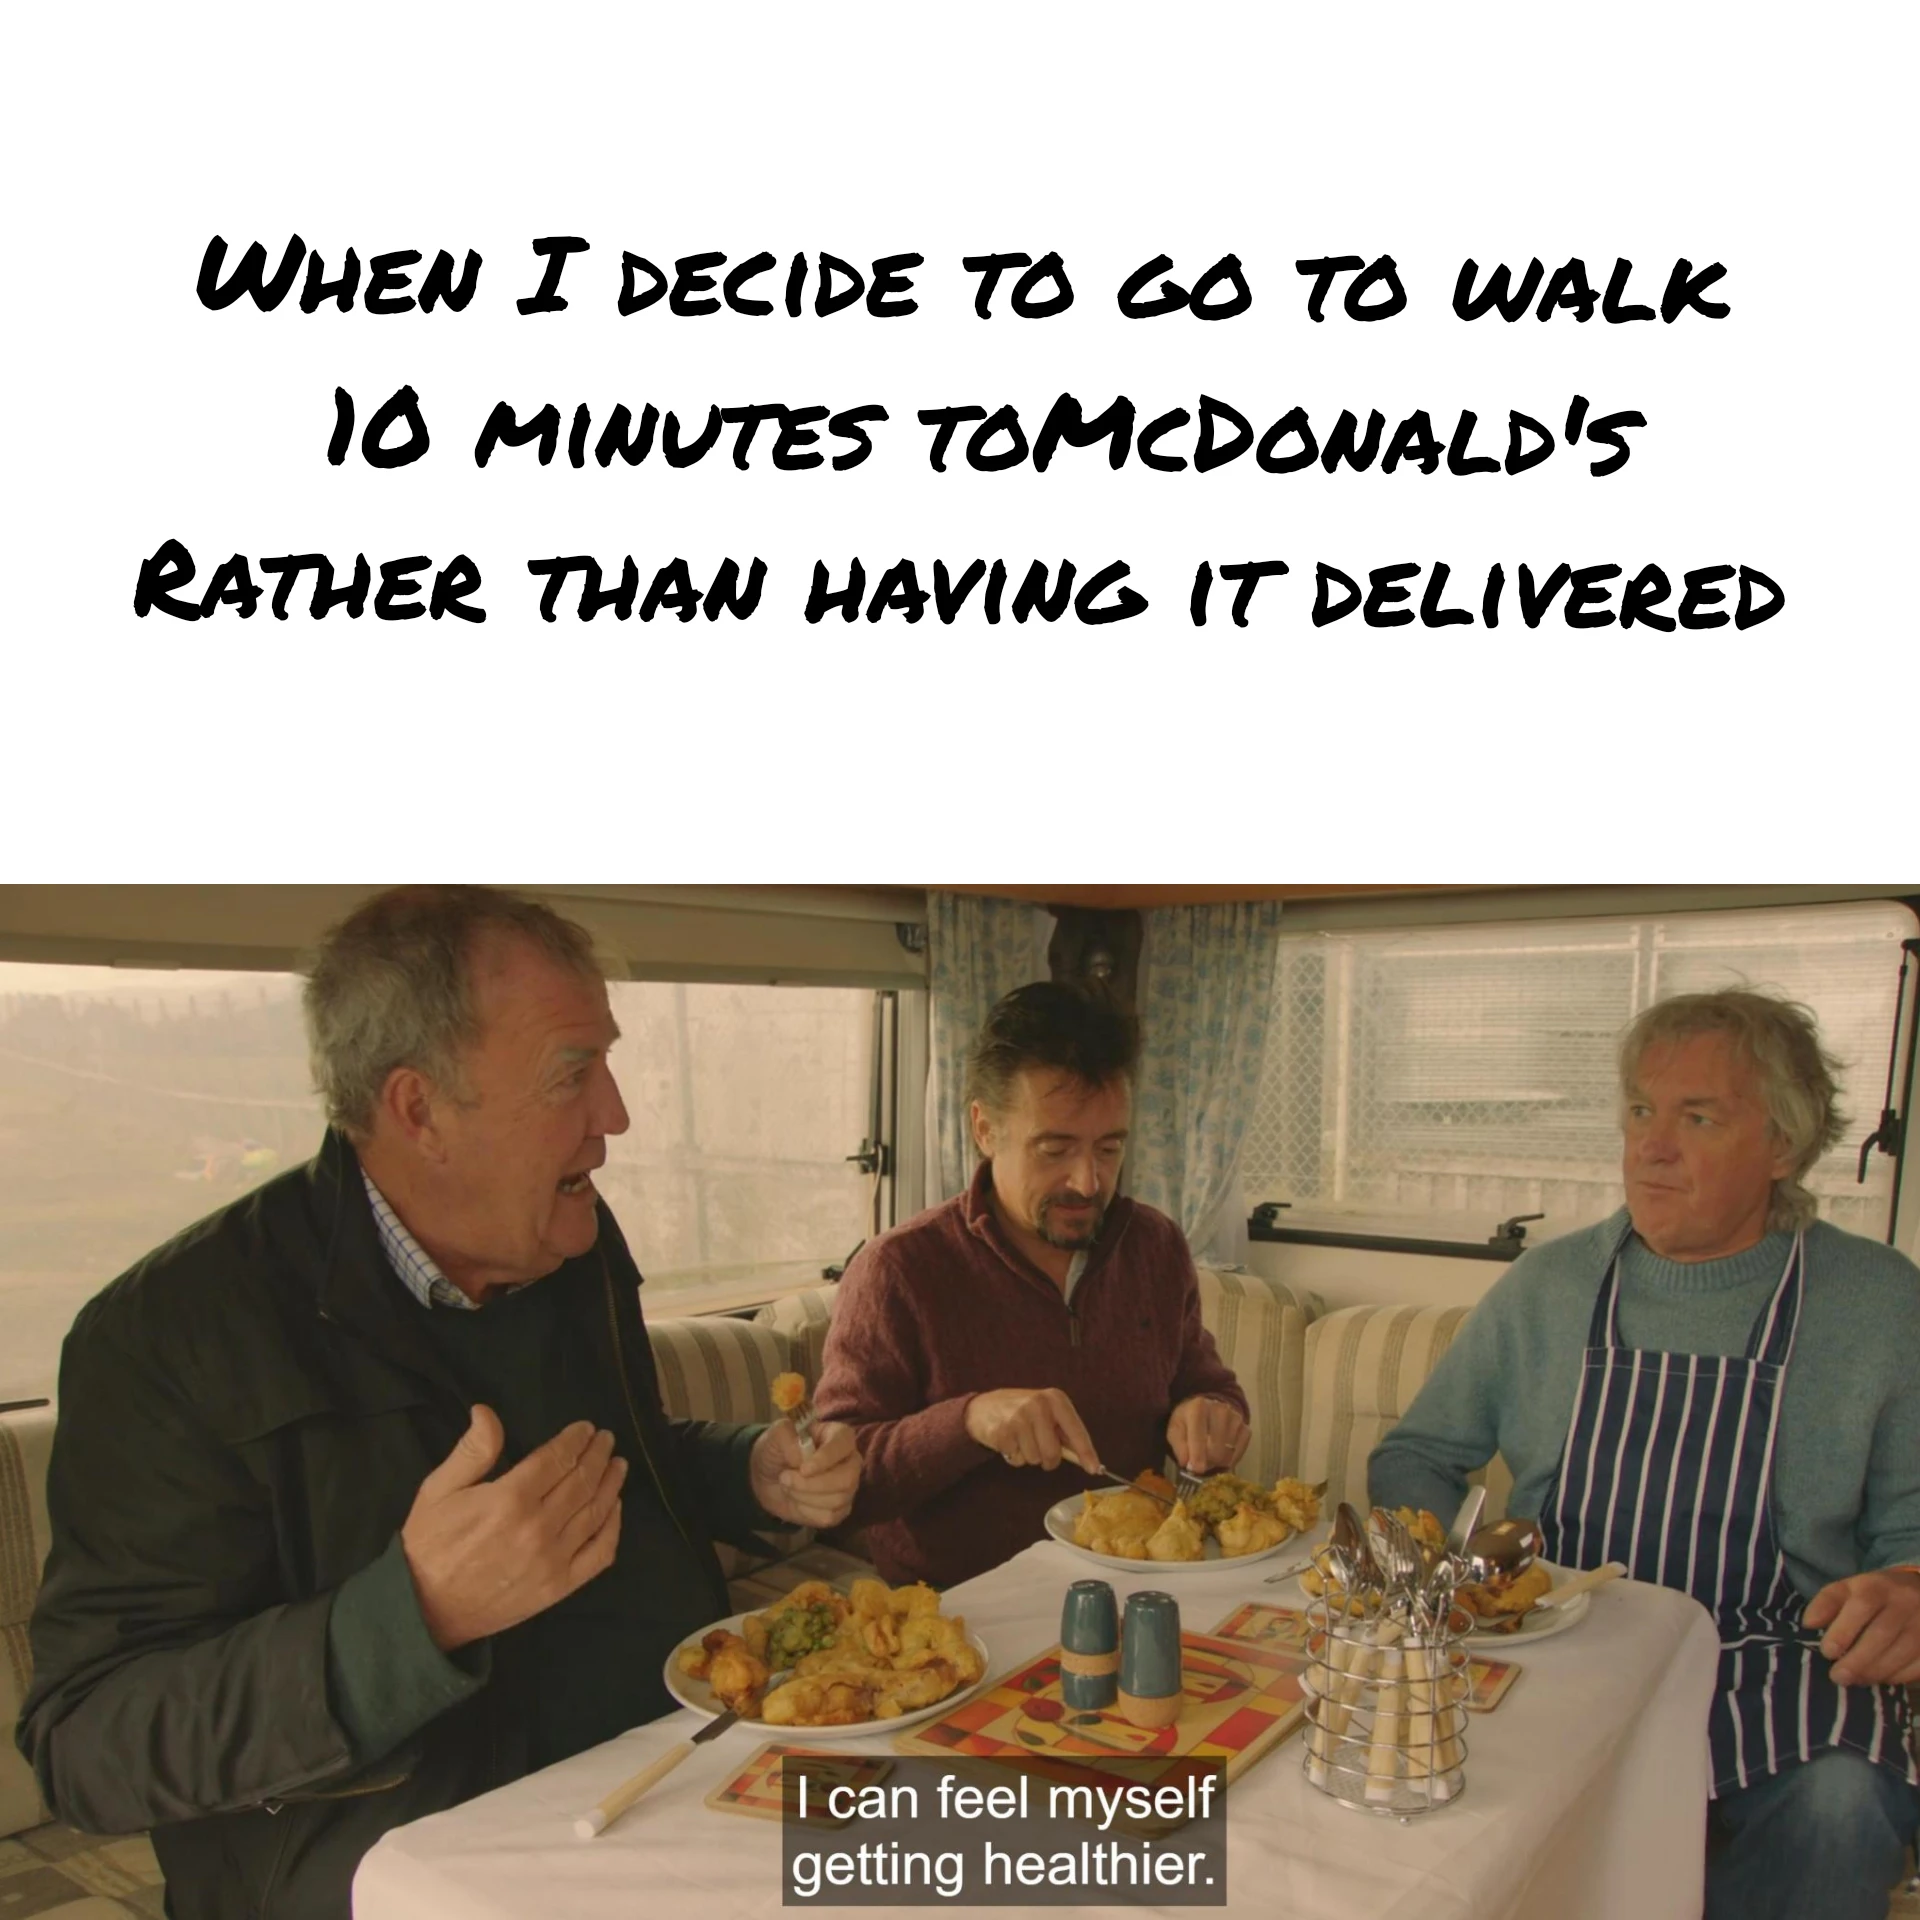 When I decide to go to walk
10 minutes toMcDonald's
Rather than having it delivered
I can feel myself
getting healthier.